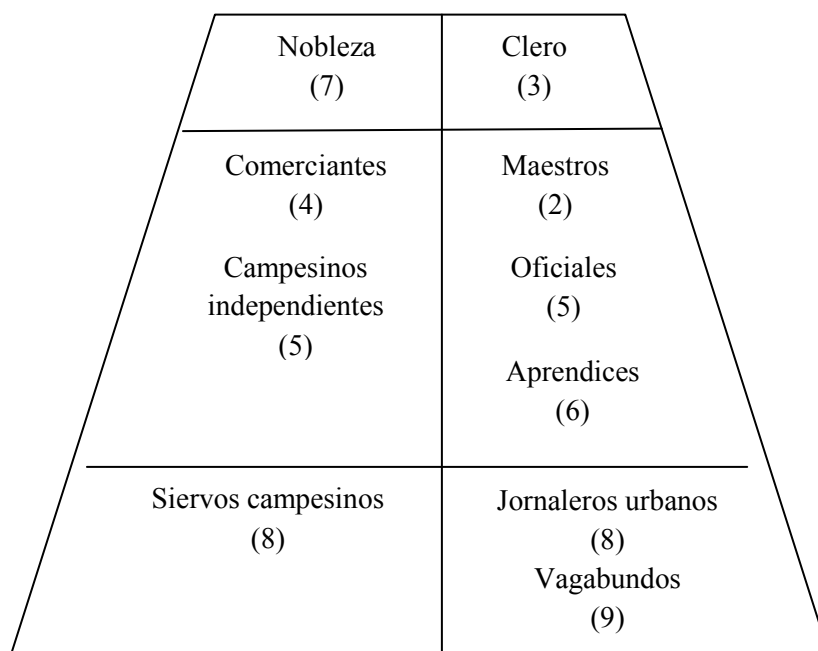 Nobleza
(7)
Clero
(3)
Comerciantes
(4)
Maestros
(2)
Campesinos
independientes
(5)
Oficiales
(5)
Aprendices
(6)
Siervos campesinos
(8)
Jornaleros urbanos
(8)
Vagabundos
(9)